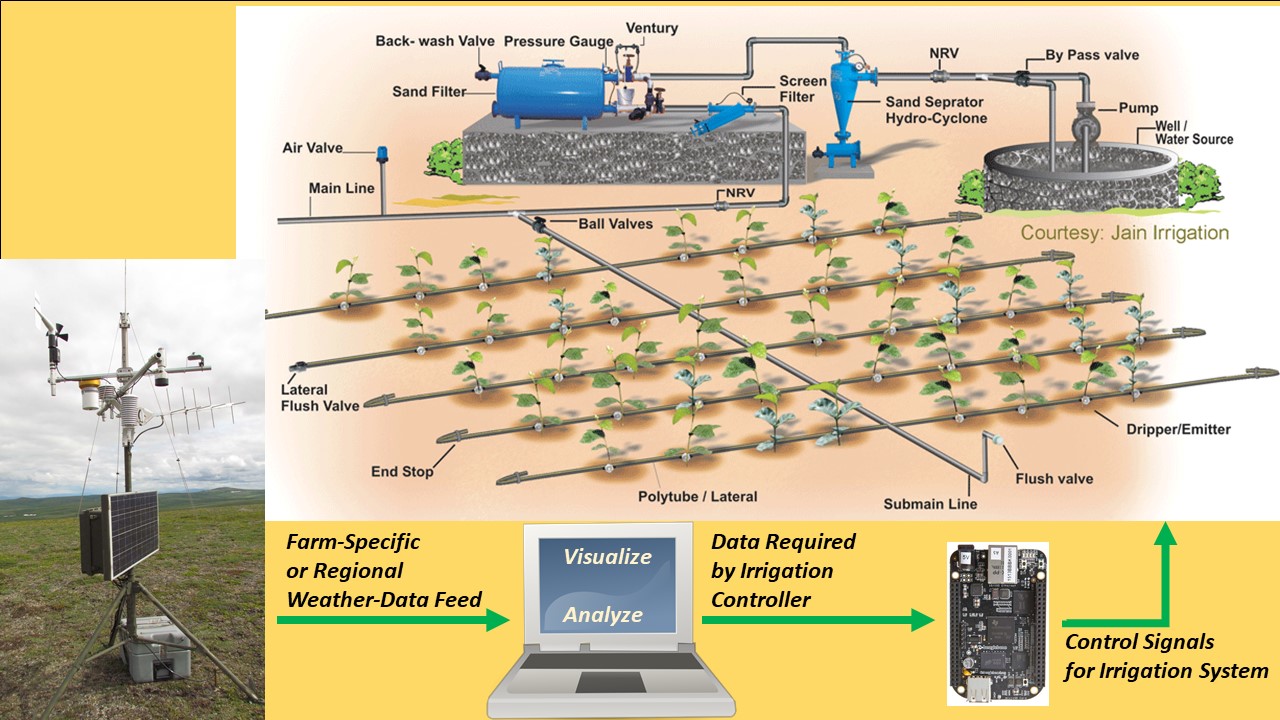 Ventury
Back- wash Valve
Pressure Gauge
NRV
By Pass valve
Sand Filter
Screen
Filter
Sand Seprator
Hydro-Cyclone
Pump
Well /
Water Source
Air Valve
Main Line
NRV
Ball Valves
Courtesy: Jain Irrigation
Lateral
Flush Valve
Dripper/Emitter
End Stop
Flush valve
Polytube / Lateral
Submain Line
Farm-Specific
or Regional
Weather-Data Feed
Visualize
Analyze
Data Required
by Irrigation
Controller
5V
Control Signals
for Irrigation System